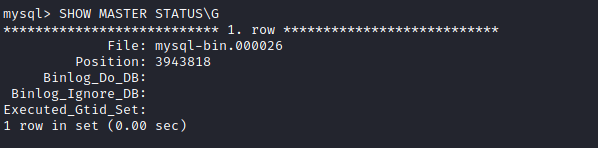 mysql> SHOW MASTER STATUS\G
*************************** 1. row ***************************
File: mysql-bin.000026
Position: 3943818
Binlog_Do_DB:
Binlog_Ignore_DB:
Executed_Gtid_Set:
1 row in set (0.00 sec)